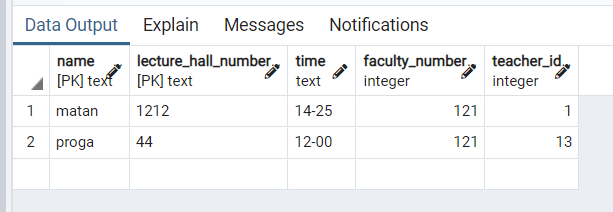 Data Output Explain Messages Notifications
name lecture_hall_number time faculty_number teacher_id
[PK] text [PK] text text integer integer
1 matan 1212 14-25 121 1
2 proga 44 12-00 121 13